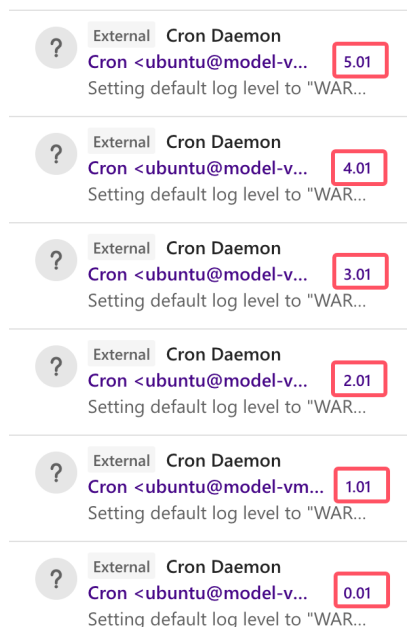 ?
External Cron Daemon
Cron <ubuntu@model-v... 5.01
Setting default log level to "WAR...
?
External Cron Daemon
Cron <ubuntu@model-v... 4.01
Setting default log level to "WAR...
?
External Cron Daemon
Cron <ubuntu@model-v... 3.01
Setting default log level to "WAR...
?
External Cron Daemon
Cron <ubuntu@model-v... 2.01
Setting default log level to "WAR...
?
External Cron Daemon
Cron <ubuntu@model-vm... 1.01
Setting default log level to "WAR...
?
External Cron Daemon
Cron <ubuntu@model-v... 0.01
Setting default log level to "WAR...